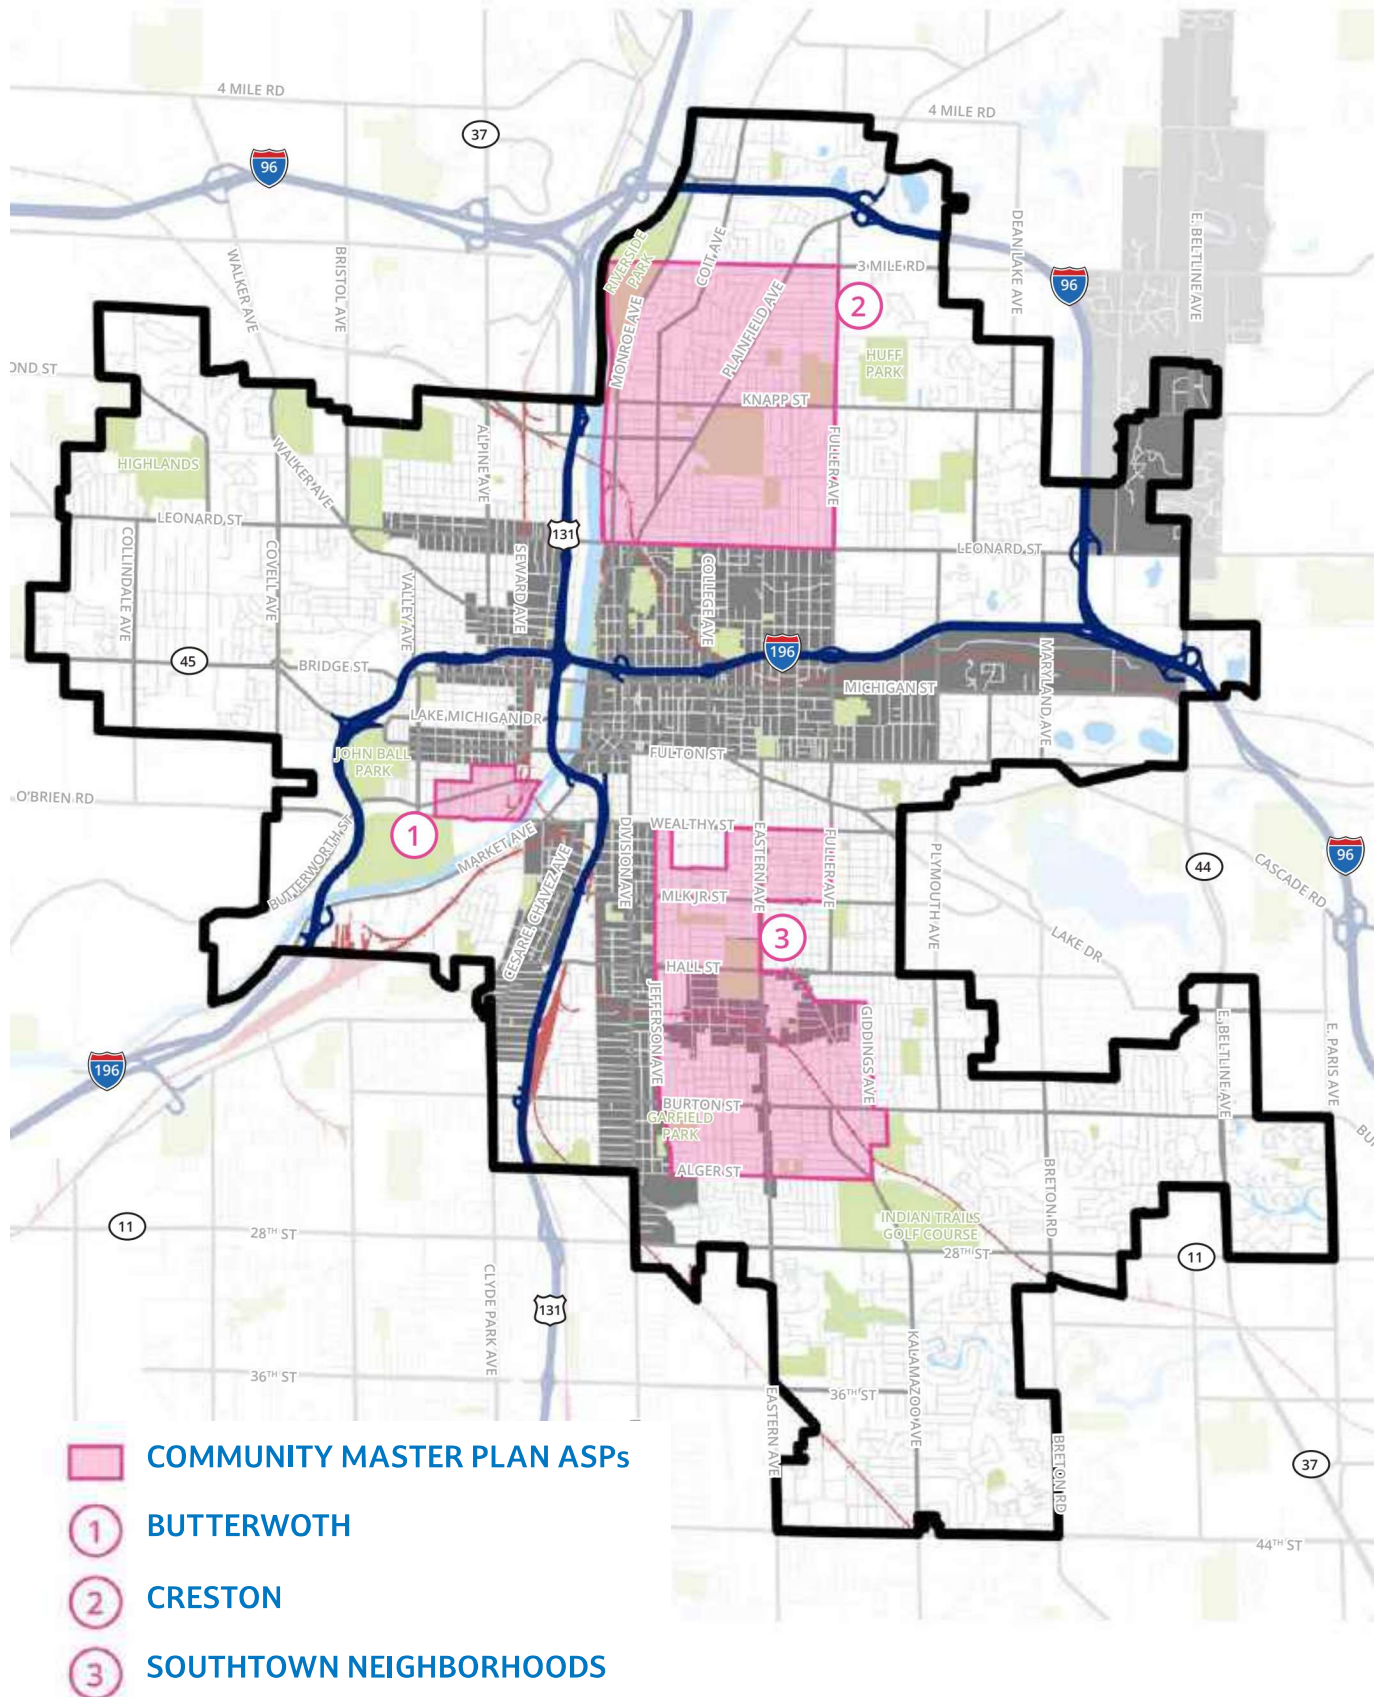 4 MILE RD
4 MILE RD
37
96
DEAN LAKE AVE
E. BELTLINE AVE
WALKER AVE
BRISTOL AVE
RIVERSIDE
PARK
COIT AVE
3 MILE RD
96
2
MONROE AVE
PLAINFIELD AVE
HUFF
PARK
OND ST
KNAPP ST
HIGHLANDS
WALKER AVE
ALPINE AVE
FULLER AVE
LEONARD ST
131
LEONARD ST
COLLINDALE AVE
COVELL AVE
VALLEY AVE
SEWARD AVE
COLLEGE AVE
45
BRIDGE ST
196
MICHIGAN ST
MARYLAND AVE
LAKE MICHIGAN DR
JOHN BALL
PARK
FULTON ST
O'BRIEN RD
1
BUTTERWORTH ST
MARKET AVE
DIVISION AVE
WEALTHY ST
EASTERN AVE
FULLER AVE
PLYMOUTH AVE
44
CASCADE RD
96
CESAR E. CHAVEZ AVE
MLK JR ST
3
LAKE DR
HALL ST
JEFFERSON AVE
GIDDINGS AVE
E. BELTLINE AVE
E. PARIS AVE
196
BURTON ST
GARFIELD
PARK
BU
ALGER ST
BRETON RD
11
28TH ST
INDIAN TRAILS
GOLF COURSE
28TH ST
11
CLYDE PARK AVE
131
36TH ST
36TH ST
KALAMAZOO AVE
EASTERN AVE
BRETON RD
37
44TH ST
COMMUNITY MASTER PLAN ASPs
1 BUTTERWOTH
2 CRESTON
3 SOUTHTOWN NEIGHBORHOODS